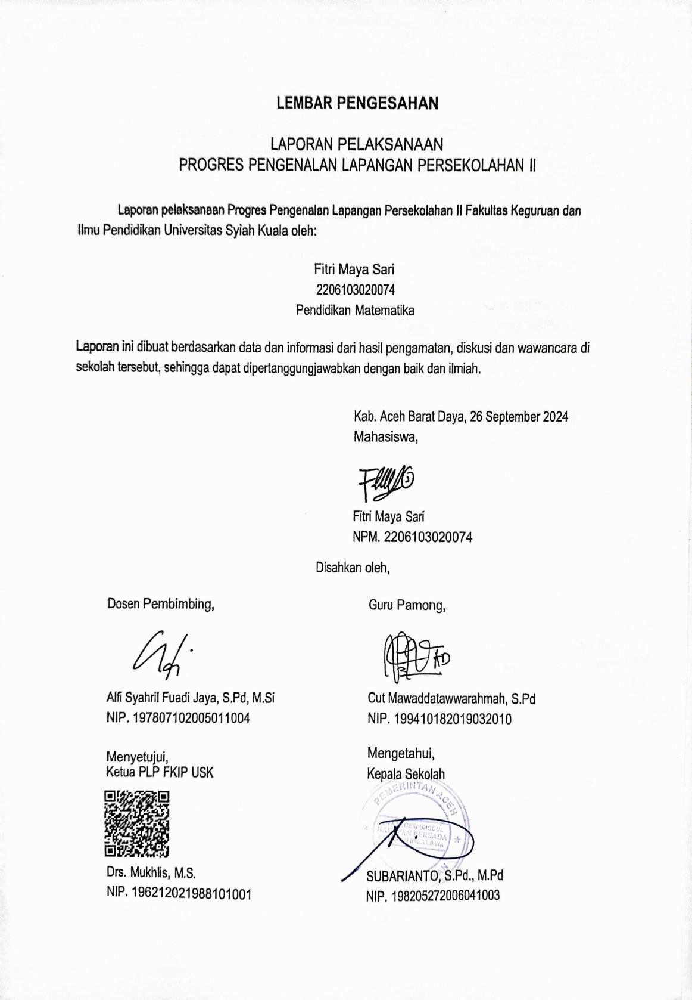 LEMBAR PENGESAHAN
LAPORAN PELAKSANAAN
PROGRES PENGENALAN LAPANGAN PERSEKOLAHAN II
Laporan pelaksanaan Progres Pengenalan Lapangan Persekolahan II Fakultas Keguruan dan
Ilmu Pendidikan Universitas Syiah Kuala oleh:
Fitri Maya Sari
2206103020074
Pendidikan Matematika
Laporan ini dibuat berdasarkan data dan informasi dari hasil pengamatan, diskusi dan wawancara di
sekolah tersebut, sehingga dapat dipertanggungjawabkan dengan baik dan ilmiah.
Kab. Aceh Barat Daya, 26 September 2024
Mahasiswa,
Fitri Maya Sari
NPM. 2206103020074
Disahkan oleh,
Dosen Pembimbing,
Alfi Syahril Fuadi Jaya, S.Pd, M.Si
NIP. 197807102005011004
Guru Pamong,
Cut Mawaddatawwarahmah, S.Pd
NIP. 199410182019032010
Menyetujui,
Ketua PLP FKIP USK
Drs. Mukhlis, M.S.
NIP. 196212021988101001
Mengetahui,
Kepala Sekolah
PEMERINTAH ACEH
UNGGUL
PERSADA
BARAT DAYA
SUBARIANTO, S.Pd., M.Pd
NIP. 198205272006041003